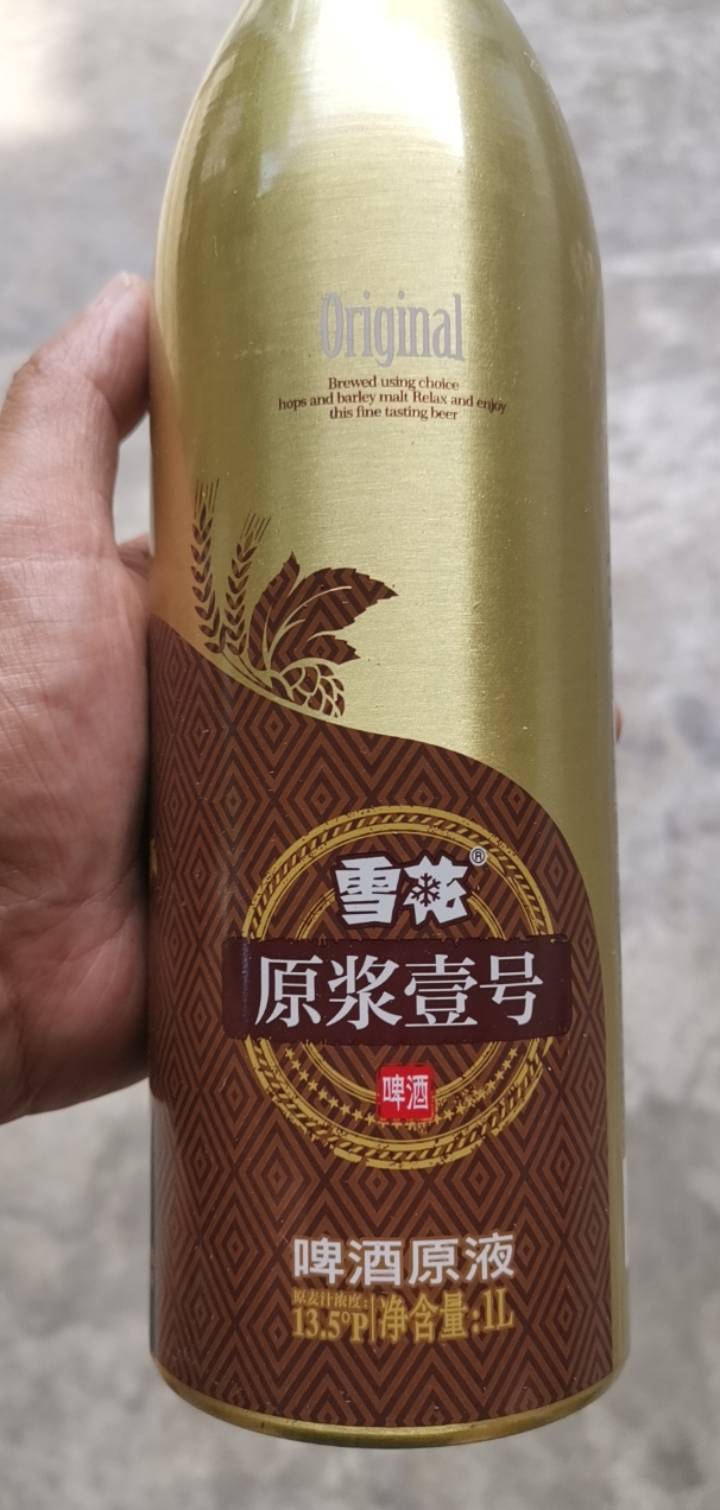 Original
Brewed using choice
hops and barley malt Relax and enjoy
this fine tasting beer
雪花®
原浆壹号
啤酒
啤酒原液
原麦汁浓度:
13.5°P|净含量:1L